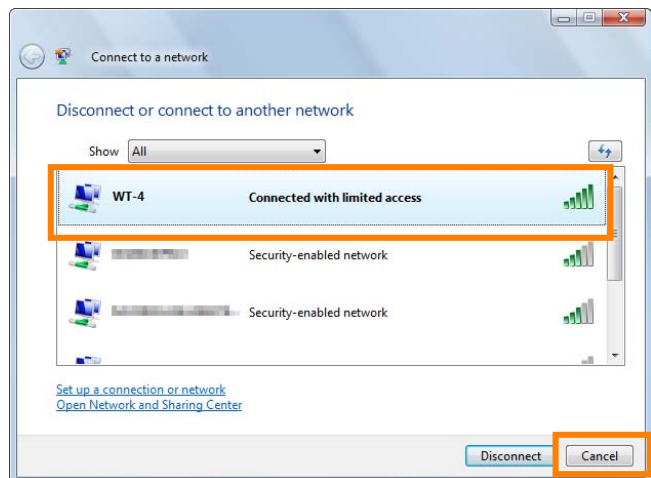 Connect to a network
Disconnect or connect to another network
Show All
WT-4 Connected with limited access
Security-enabled network
Security-enabled network
Set up a connection or network
Open Network and Sharing Center
Disconnect Cancel